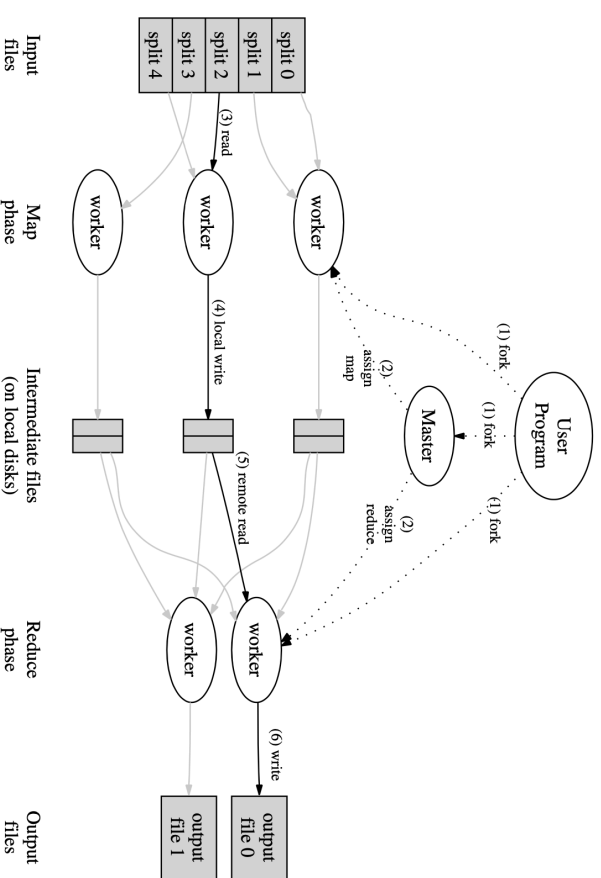 User
Program
(1) fork
(1) fork
(1) fork
Master
(2)
assign
map
(2)
assign
reduce
split 0
split 1
split 2
split 3
split 4
(3) read
worker
worker
worker
(4) local write
(5) remote read
worker
worker
(6) write
output
file 0
output
file 1
Input
files
Map
phase
Intermediate files
(on local disks)
Reduce
phase
Output
files